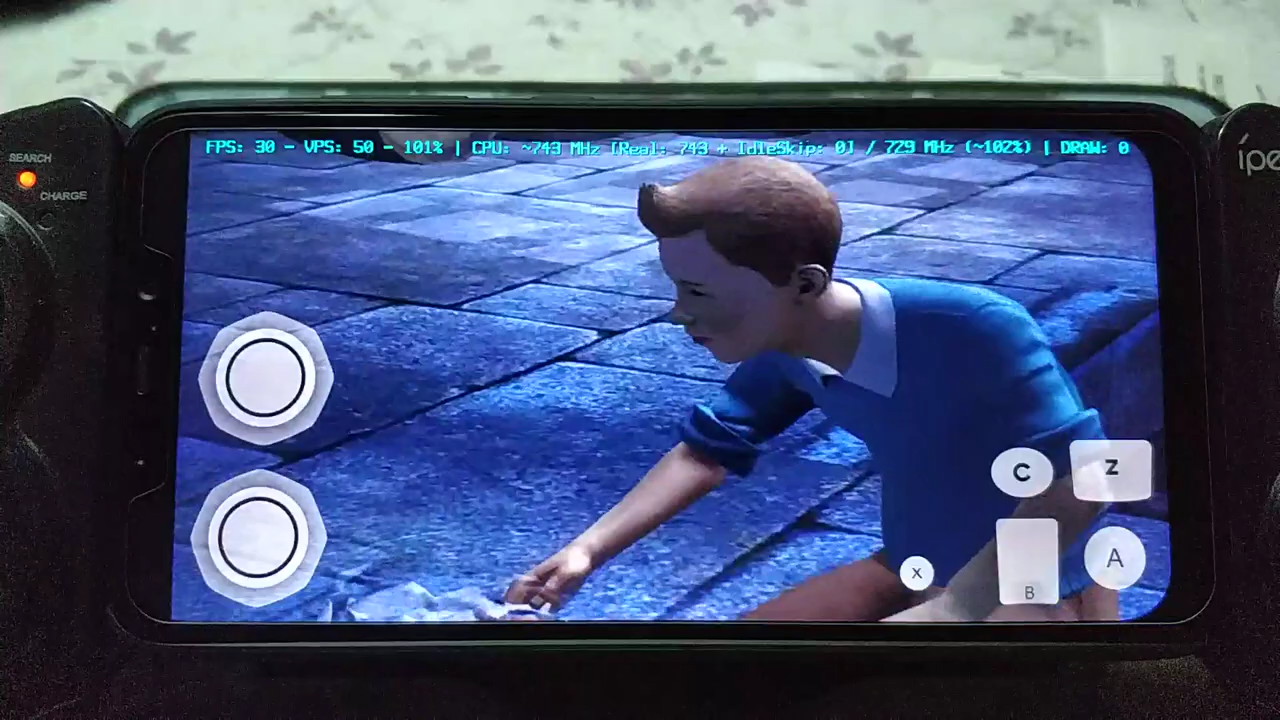 SEARCH
CHARGE
FPS: 30 - VPS: 50 - 101% | CPU: ~743 MHz [Real: 743 + IdleSkip: 0] / 729 MHz (~102%) | DRAW: 0
ípe
C
Z
X
B
A